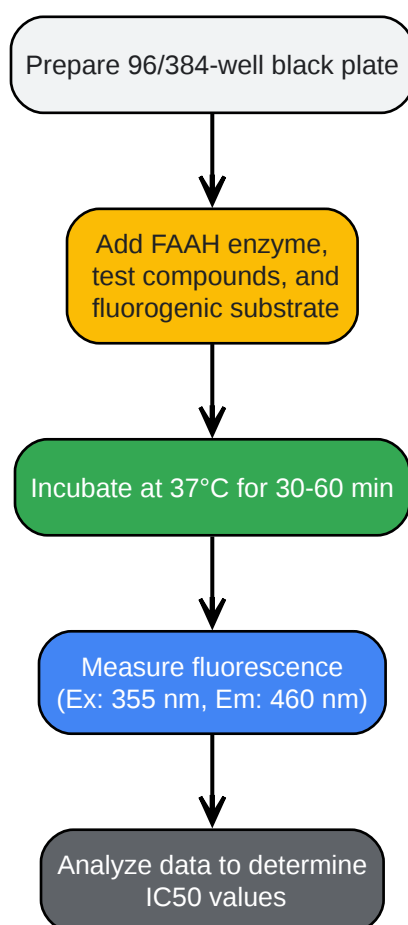 Prepare 96/384-well black plate
Add FAAH enzyme,
test compounds, and
fluorogenic substrate
Incubate at 37°C for 30-60 min
Measure fluorescence
(Ex: 355 nm, Em: 460 nm)
Analyze data to determine
IC50 values